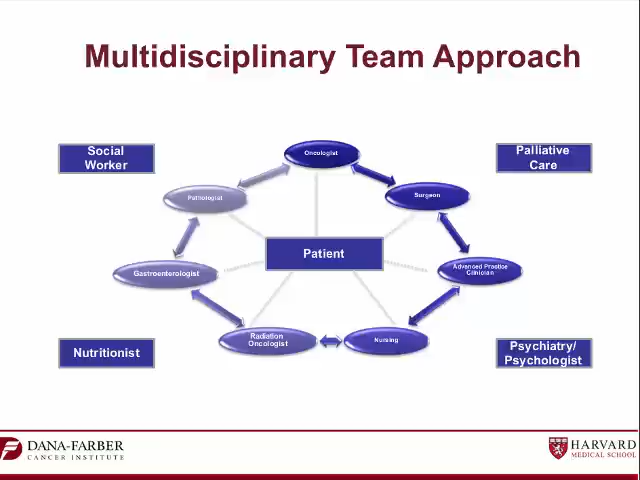 Multidisciplinary Team Approach
Social
Worker
Oncologist
Palliative
Care
Pathologist
Surgeon
Patient
Gastroenterologist
Advanced Practice
Clinician
Radiation
Oncologist
Nursing
Nutritionist
Psychiatry/
Psychologist
DANA-FARBER
CANCER INSTITUTE
HARVARD
MEDICAL SCHOOL